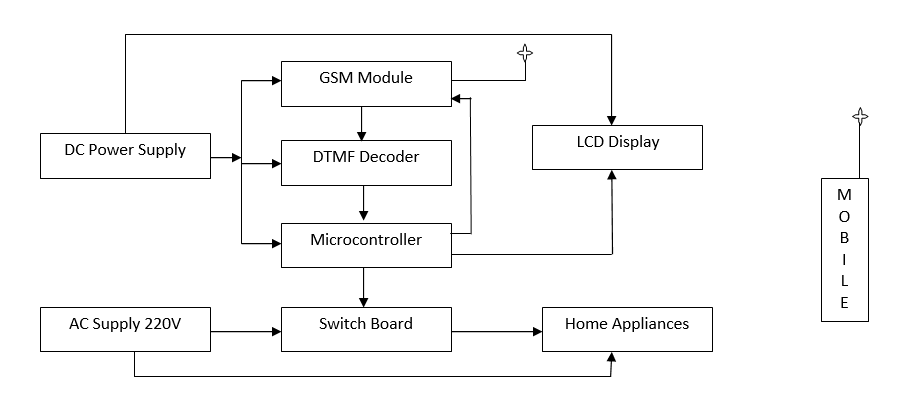 GSM Module
DC Power Supply
DTMF Decoder
LCD Display
Microcontroller
AC Supply 220V
Switch Board
Home Appliances
M
O
B
I
L
E